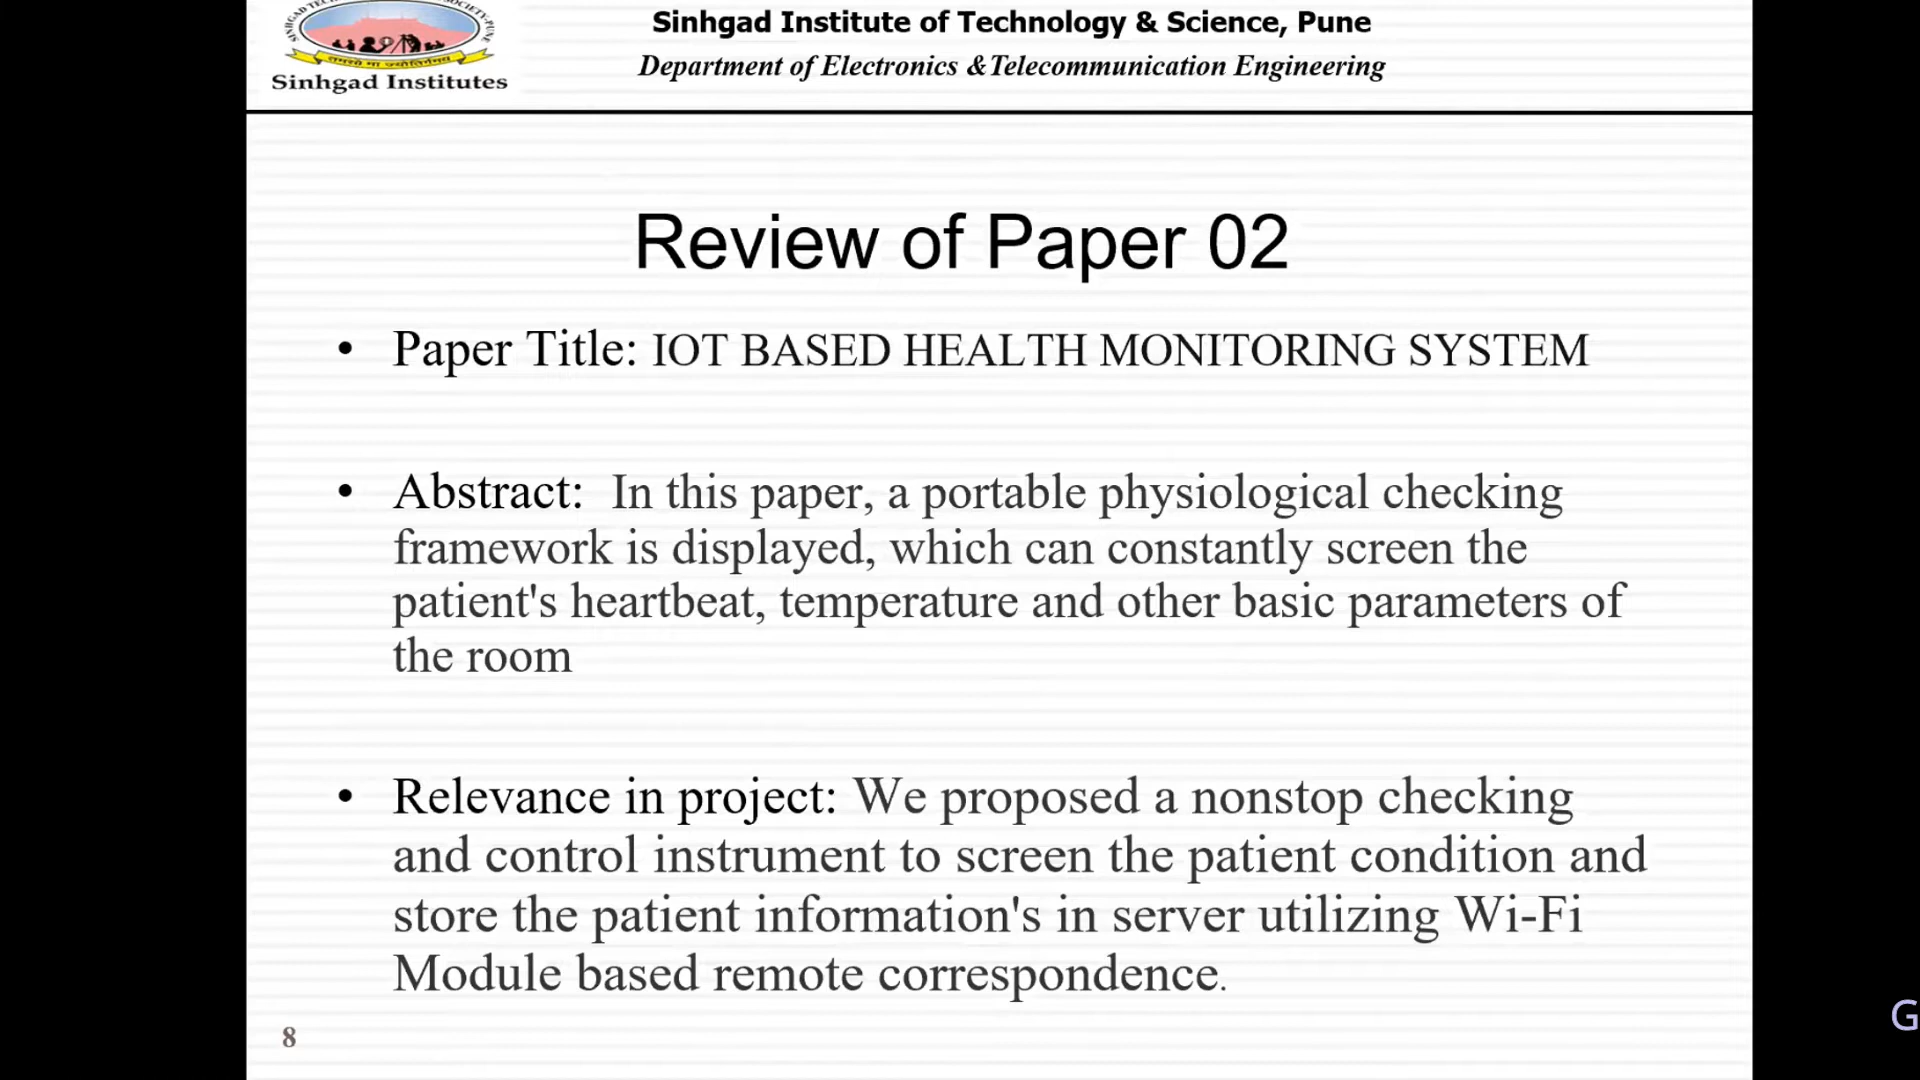 Sinhgad Institute of Technology & Science, Pune
Department of Electronics &Telecommunication Engineering
Sinhgad Institutes
Review of Paper 02
• Paper Title: IOT BASED HEALTH MONITORING SYSTEM
• Abstract: In this paper, a portable physiological checking
framework is displayed, which can constantly screen the
patient's heartbeat, temperature and other basic parameters of
the room
• Relevance in project: We proposed a nonstop checking
and control instrument to screen the patient condition and
store the patient information's in server utilizing Wi-Fi
Module based remote correspondence.
8
G